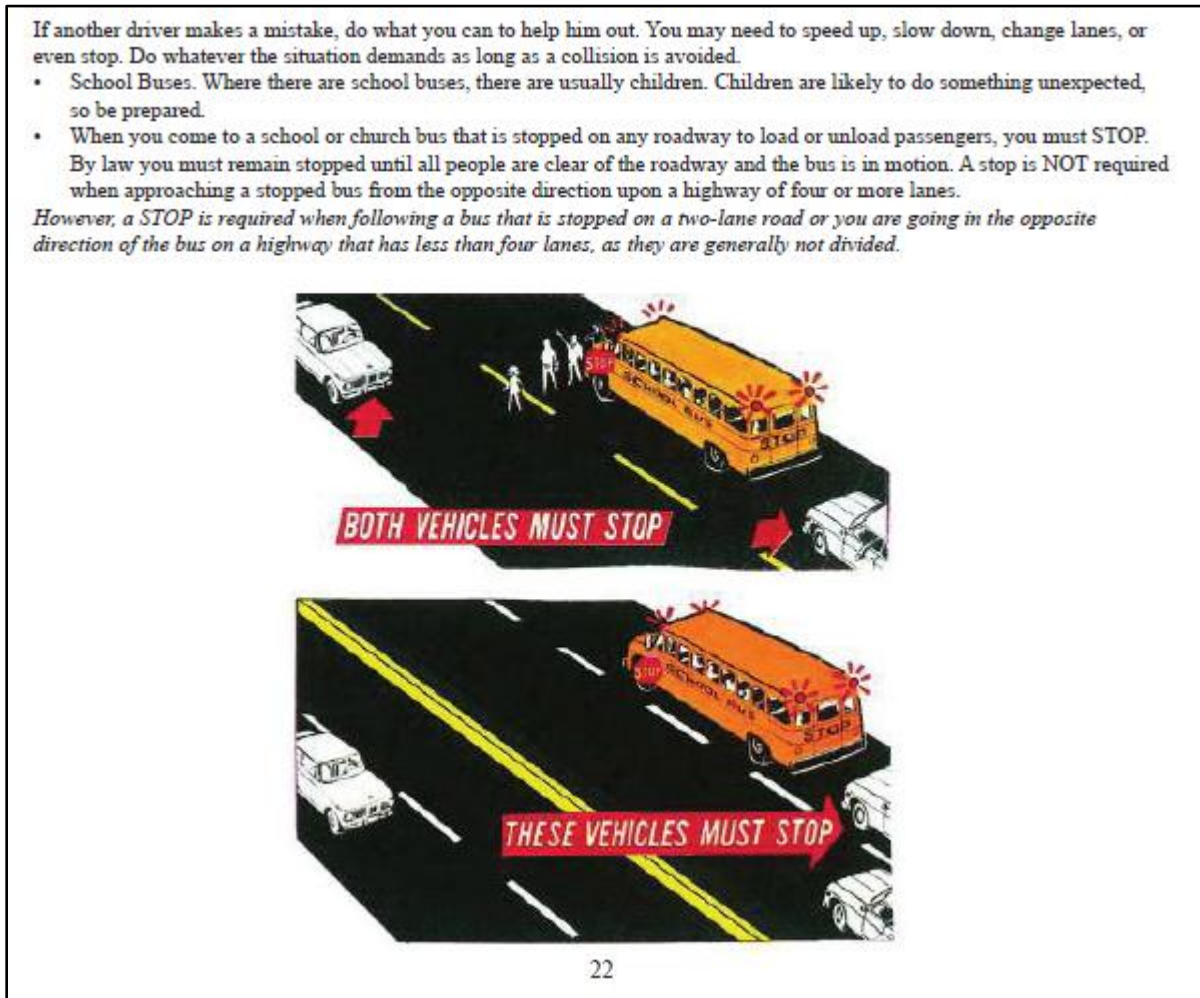 If another driver makes a mistake, do what you can to help him out. You may need to speed up, slow down, change lanes, or
even stop. Do whatever the situation demands as long as a collision is avoided.
• School Buses. Where there are school buses, there are usually children. Children are likely to do something unexpected,
so be prepared.
• When you come to a school or church bus that is stopped on any roadway to load or unload passengers, you must STOP.
By law you must remain stopped until all people are clear of the roadway and the bus is in motion. A stop is NOT required
when approaching a stopped bus from the opposite direction upon a highway of four or more lanes.
However, a STOP is required when following a bus that is stopped on a two-lane road or you are going in the opposite
direction of the bus on a highway that has less than four lanes, as they are generally not divided.
STOP
SCHOOL BUS
STOP
BOTH VEHICLES MUST STOP
STOP
SCHOOL BUS
STOP
THESE VEHICLES MUST STOP
22